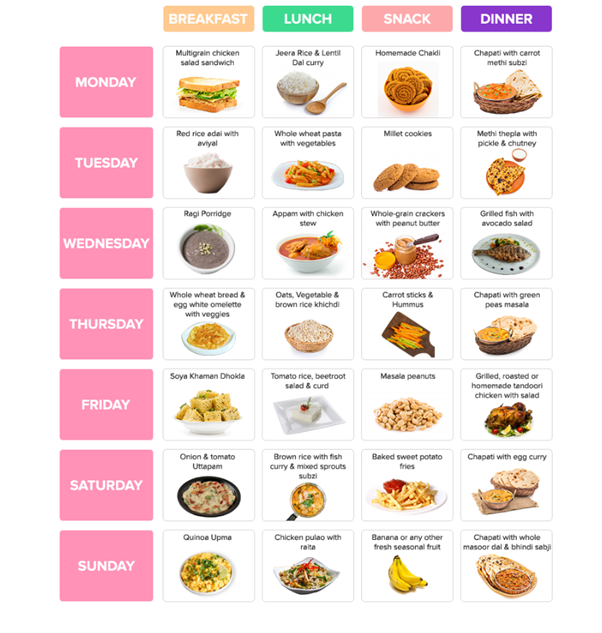 BREAKFAST
LUNCH
SNACK
DINNER
MONDAY
Multigrain chicken
salad sandwich
Jeera Rice & Lentil
Dal curry
Homemade Chakli
Chapati with carrot
methi subzi
TUESDAY
Red rice adai with
aviyal
Whole wheat pasta
with vegetables
Millet cookies
Methi thepla with
pickle & chutney
WEDNESDAY
Ragi Porridge
Appam with chicken
stew
Whole-grain crackers
with peanut butter
Grilled fish with
avocado salad
THURSDAY
Whole wheat bread &
egg white omelette
with veggies
Oats, Vegetable &
brown rice khichdi
Carrot sticks &
Hummus
Chapati with green
peas masala
FRIDAY
Soya Khaman Dhokla
Tomato rice, beetroot
salad & curd
Masala peanuts
Grilled, roasted or
homemade tandoori
chicken with salad
SATURDAY
Onion & tomato
Uttapam
Brown rice with fish
curry & mixed sprouts
subzi
Baked sweet potato
fries
Chapati with egg curry
SUNDAY
Quinoa Upma
Chicken pulao with
raita
Banana or any other
fresh seasonal fruit
Chapati with whole
masoor dal & bhindi sabji